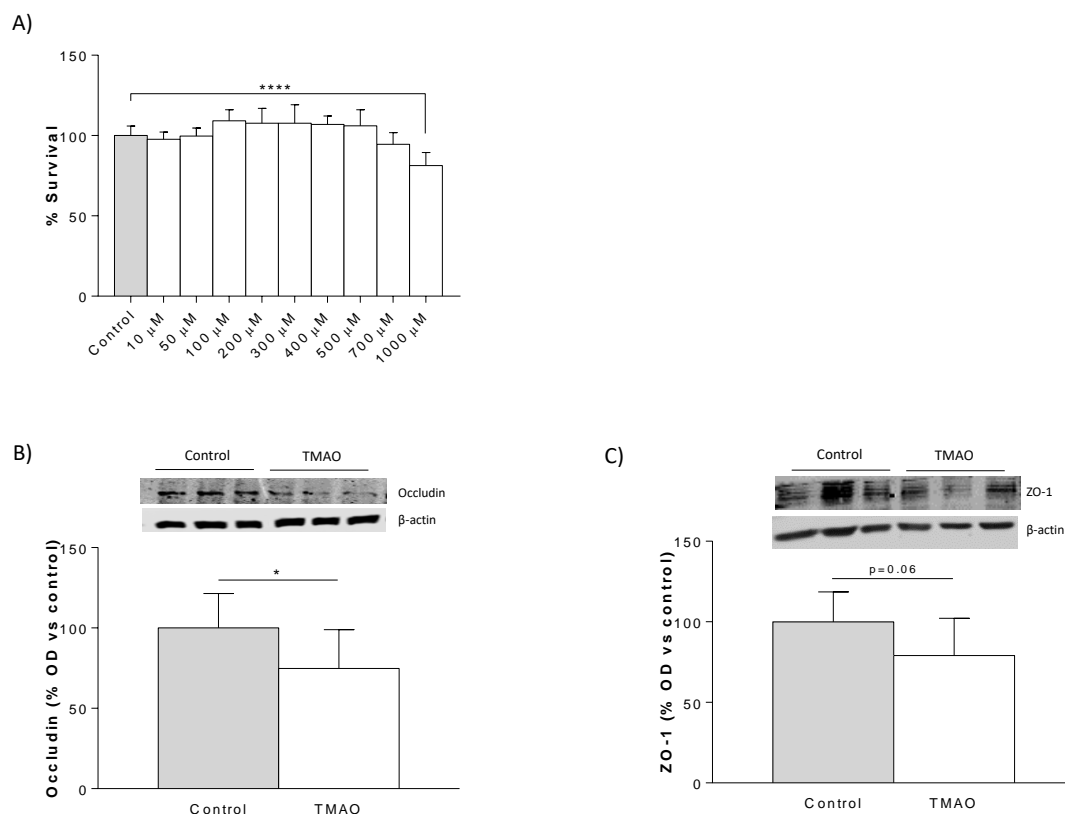 A)
150
100
50
0
% Survival
****
Control
10 µM
50 µM
100 µM
200 µM
300 µM
400 µM
500 µM
700 µM
1000 µM
B)
Control TMAO
Occludin
β-actin
150
100
50
0
Occludin (% OD vs control)
*
Control TMAO
C)
Control TMAO
ZO-1
β-actin
150
100
50
0
ZO-1 (% OD vs control)
p=0.06
Control TMAO